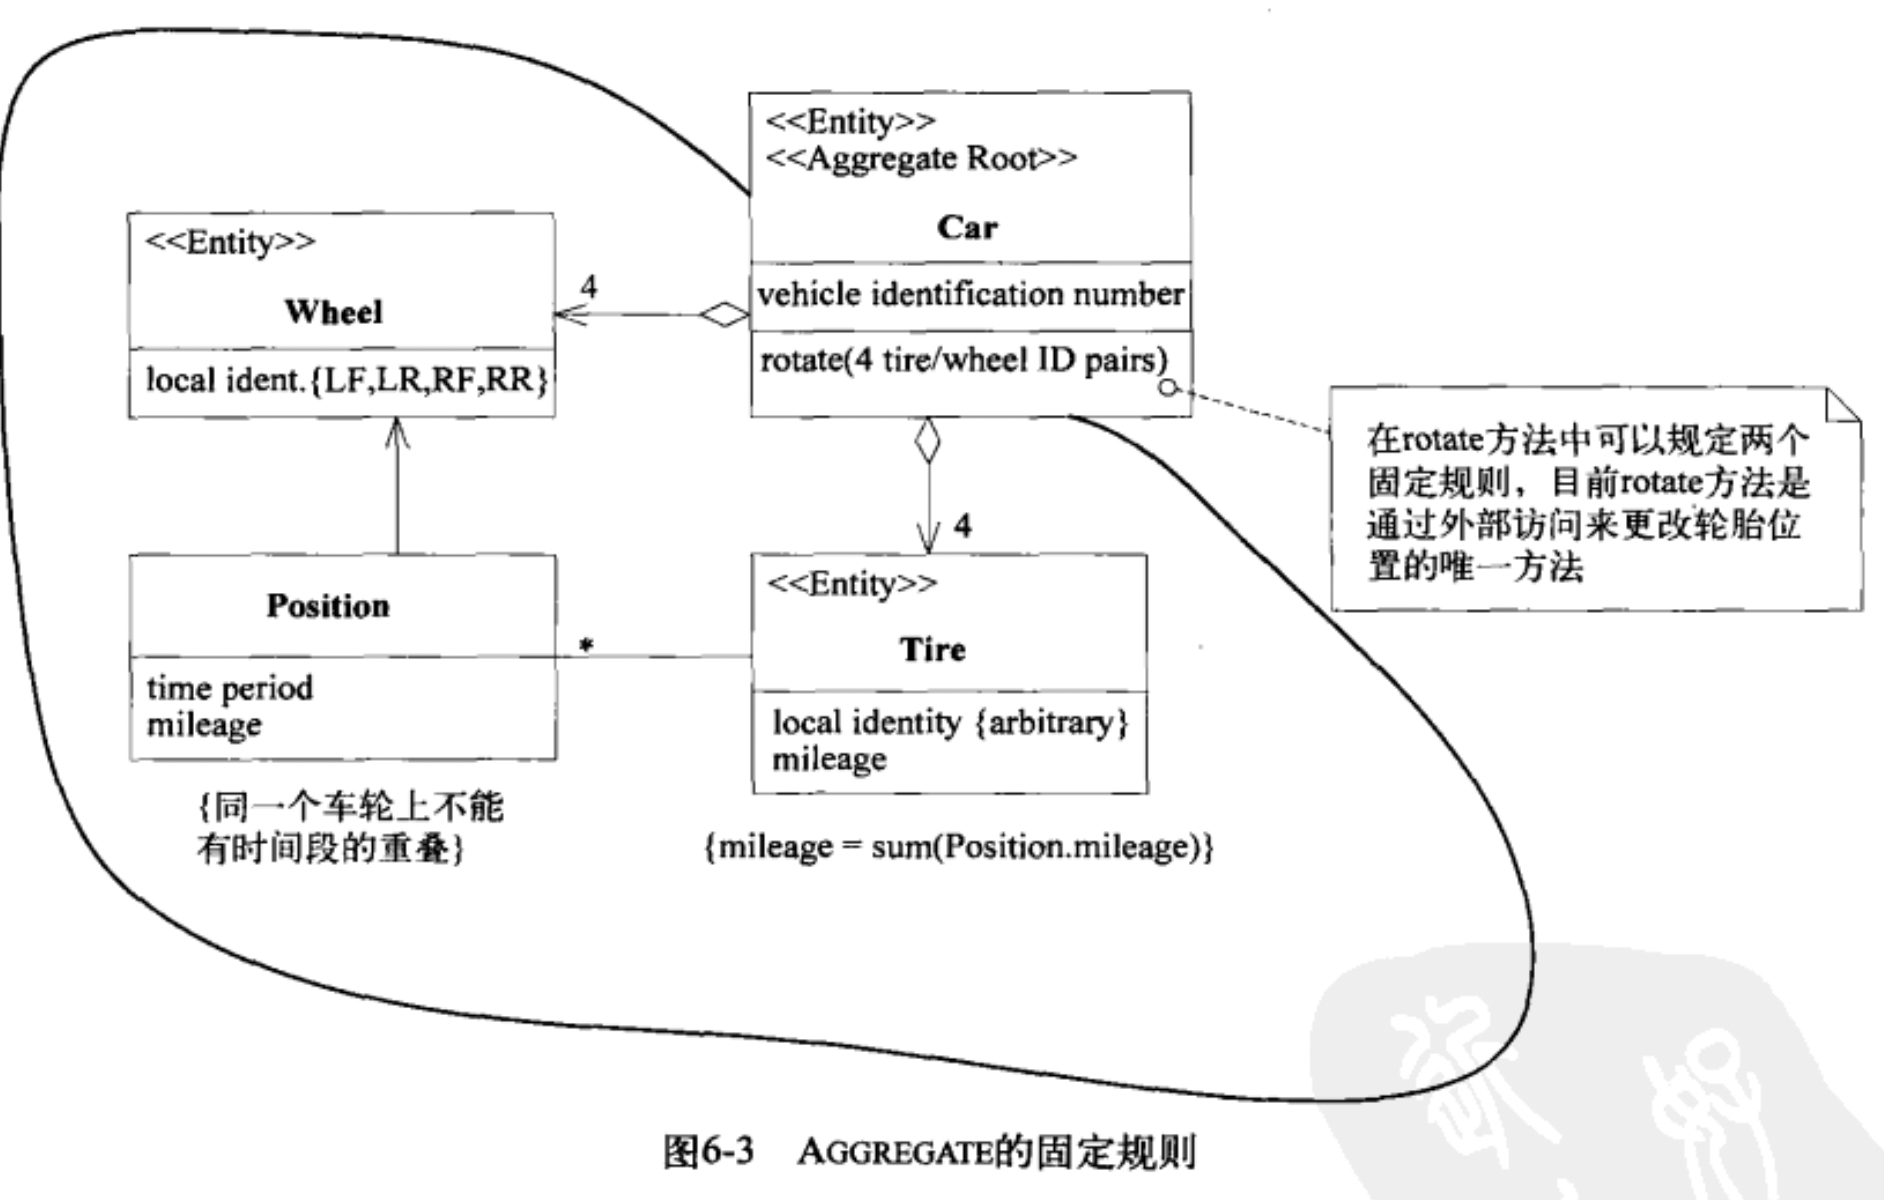 <<Entity>>
<<Aggregate Root>>
Car
vehicle identification number
rotate(4 tire/wheel ID pairs)
<<Entity>>
Wheel
local ident.{LF,LR,RF,RR}
4
4
在rotate方法中可以规定两个
固定规则，目前rotate方法是
通过外部访问来更改轮胎位
置的唯一方法
Position
time period
mileage
*
<<Entity>>
Tire
local identity {arbitrary}
mileage
{同一个车轮上不能
有时间段的重叠}
{mileage = sum(Position.mileage)}
图6-3 AGGREGATE的固定规则